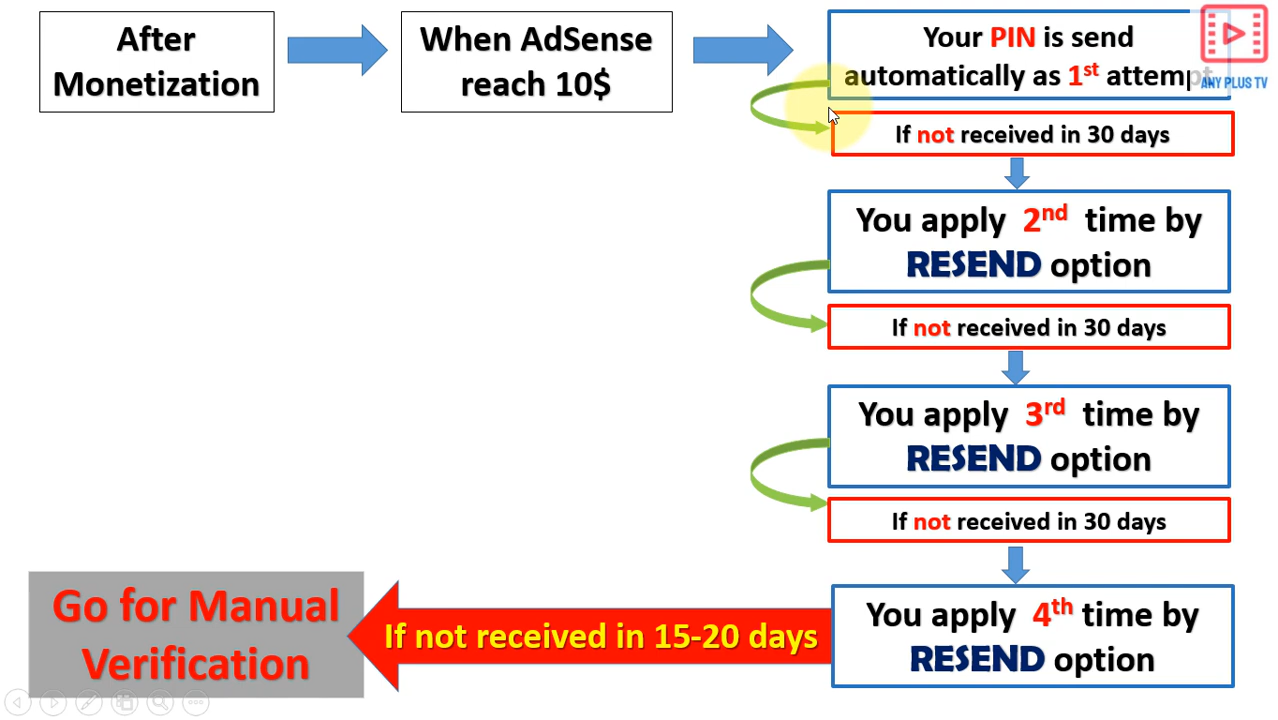 After
Monetization
When AdSense
reach 10$
Your PIN is send
automatically as 1st attempt
ANY PLUS TV
If not received in 30 days
You apply 2nd time by
RESEND option
If not received in 30 days
You apply 3rd time by
RESEND option
If not received in 30 days
You apply 4th time by
RESEND option
If not received in 15-20 days
Go for Manual
Verification